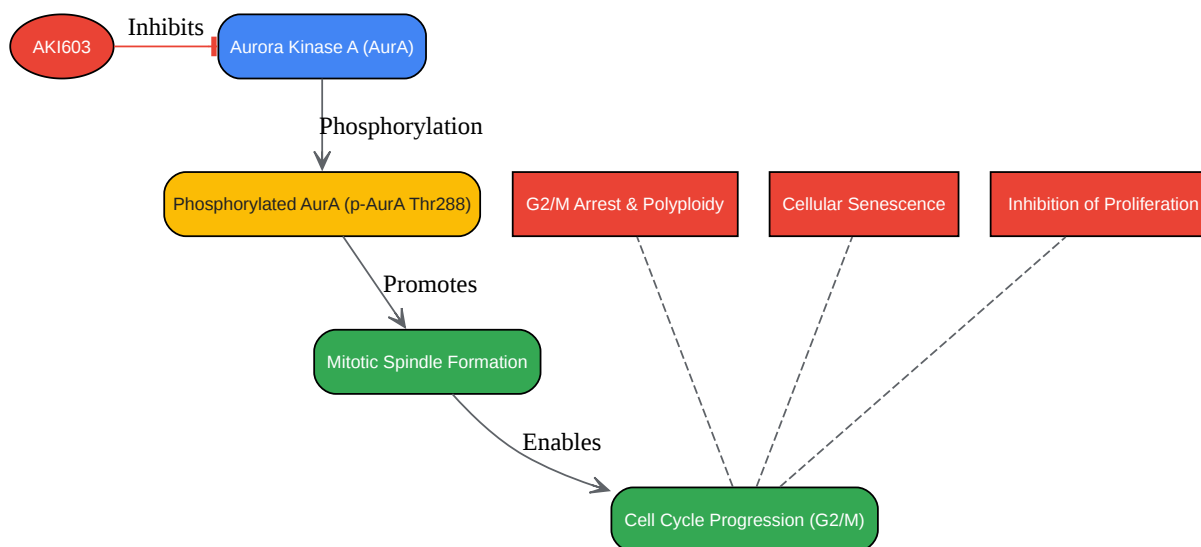 Inhibits
AKI603
Aurora Kinase A (AurA)
Phosphorylation
Phosphorylated AurA (p-AurA Thr288)
G2/M Arrest & Polyploidy
Cellular Senescence
Inhibition of Proliferation
Promotes
Mitotic Spindle Formation
Enables
Cell Cycle Progression (G2/M)